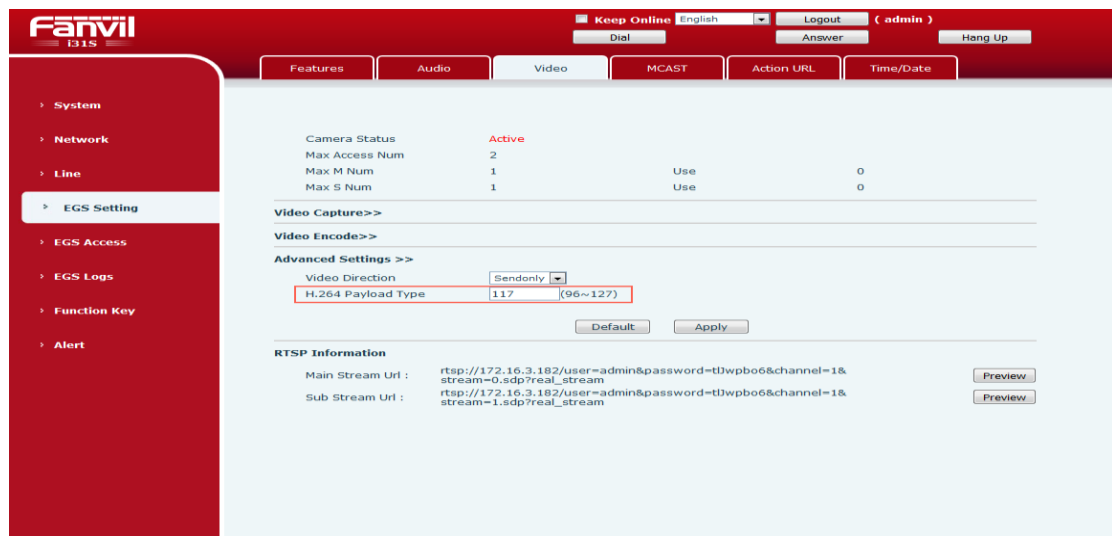 Fanvil
i31S
Keep Online English Logout ( admin )
Dial Answer Hang Up
Features Audio Video MCAST Action URL Time/Date
› System
› Network
› Line
› EGS Setting
› EGS Access
› EGS Logs
› Function Key
› Alert
Camera Status Active
Max Access Num 2
Max M Num 1 Use 0
Max S Num 1 Use 0
Video Capture>>
Video Encode>>
Advanced Settings >>
Video Direction Sendonly
H.264 Payload Type 117 (96~127)
Default Apply
RTSP Information
Main Stream Url : rtsp://172.16.3.182/user=admin&password=tlJwpbo6&channel=1&
stream=0.sdp?real_stream Preview
Sub Stream Url : rtsp://172.16.3.182/user=admin&password=tlJwpbo6&channel=1&
stream=1.sdp?real_stream Preview